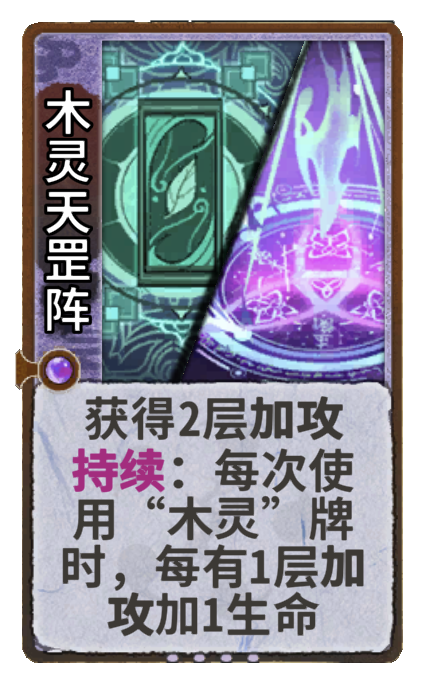 木灵天罡阵
获得2层加攻
持续：每次使
用“木灵”牌
时，每有1层加
攻加1生命